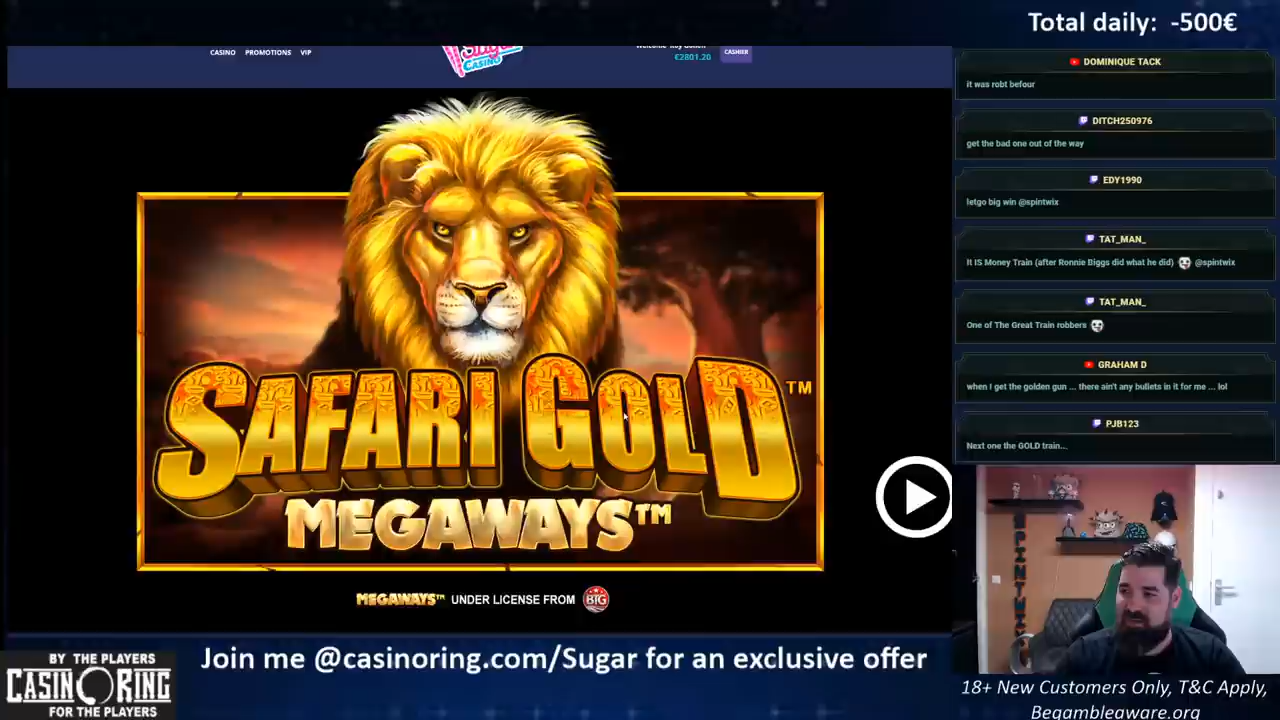 Total daily: -500€
CASINO PROMOTIONS VIP
CASINO
€2801.20
CASHIER
SAFARI GOLD™
MEGAWAYS™
MEGAWAYS™ UNDER LICENSE FROM BIG
DOMINIQUE TACK
it was robt befour
DITCH250976
get the bad one out of the way
EDY1990
letgo big win @spintwix
TAT_MAN_
It IS Money Train (after Ronnie Biggs did what he did) @spintwix
TAT_MAN_
One of The Great Train robbers
GRAHAM D
when I get the golden gun ... there ain't any bullets in it for me ... lol
PJB123
Next one the GOLD train...
SPINTWIX
BY THE PLAYERS
CASINORING
FOR THE PLAYERS
Join me @casinoring.com/Sugar for an exclusive offer
18+ New Customers Only, T&C Apply,
Begambleaware.org